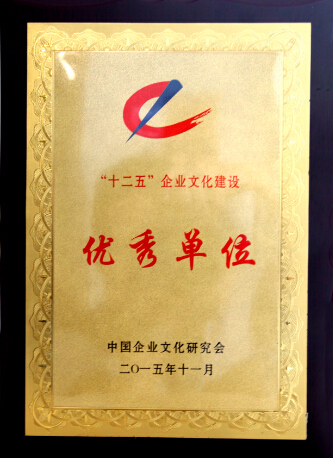 “十二五”企业文化建设
优秀单位
中国企业文化研究会
二〇一五年十一月